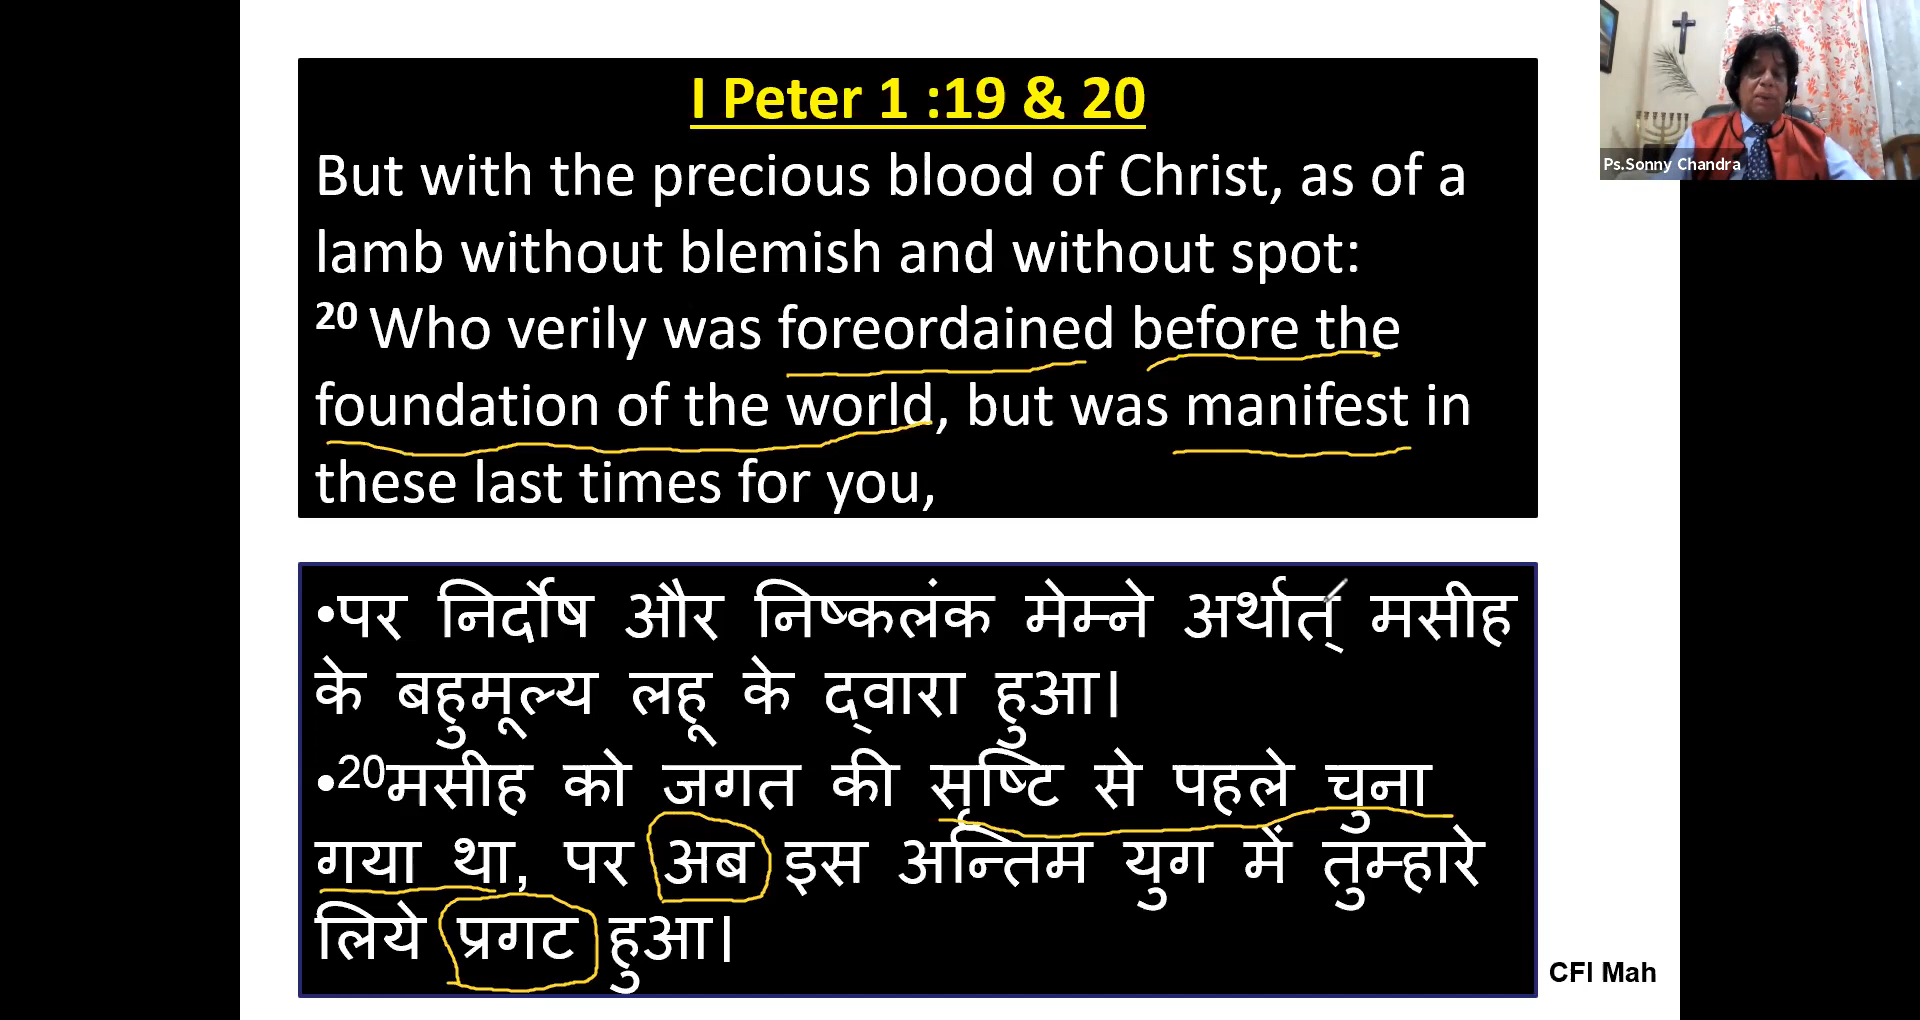 I Peter 1 :19 & 20
But with the precious blood of Christ, as of a
lamb without blemish and without spot:
20 Who verily was foreordained before the
foundation of the world, but was manifest in
these last times for you,
•पर निर्दोष और निष्कलंक मेम्ने अर्थात् मसीह
के बहुमूल्य लहू के द्वारा हुआ।
•20मसीह को जगत की सृष्टि से पहले चुना
गया था, पर अब इस अन्तिम युग में तुम्हारे
लिये प्रगट हुआ।
CFI Mah
Ps.Sonny Chandra